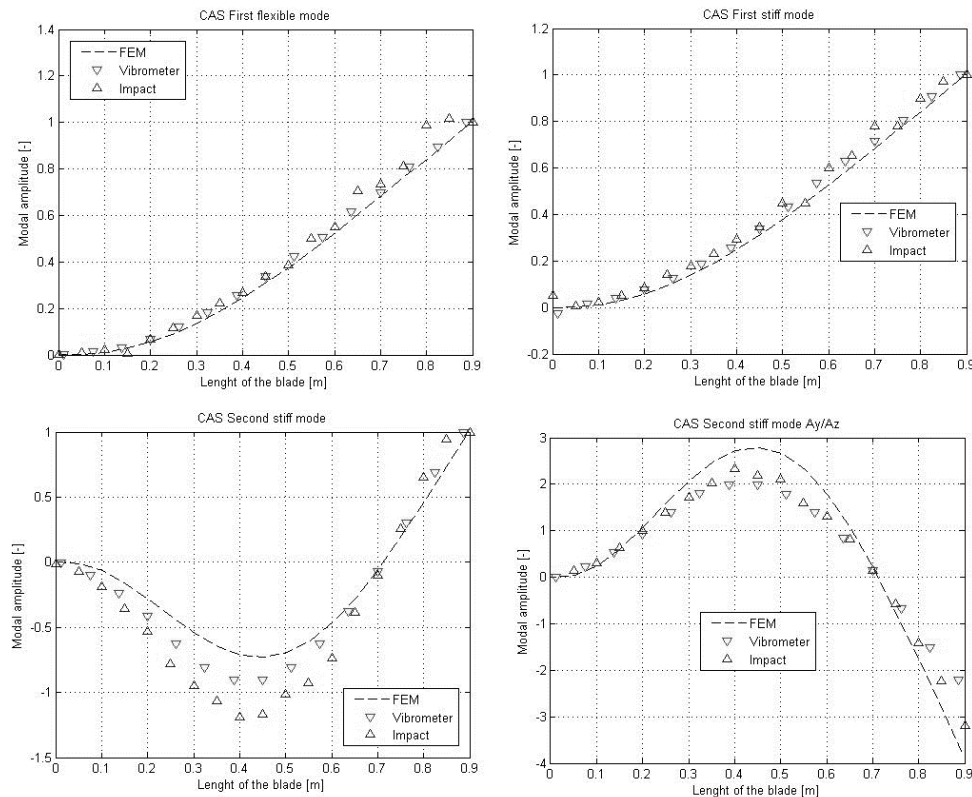 CAS First flexible mode
1.4
1.2
1
0.8
0.6
0.4
0.2
0
Modal amplitude [-]
FEM
Vibrometer
Impact
0 0.1 0.2 0.3 0.4 0.5 0.6 0.7 0.8 0.9
Lenght of the blade [m]
CAS First stiff mode
1.2
1
0.8
0.6
0.4
0.2
0
-0.2
Modal amplitude [-]
FEM
Vibrometer
Impact
0 0.1 0.2 0.3 0.4 0.5 0.6 0.7 0.8 0.9
Lenght of the blade [m]
CAS Second stiff mode
1
0.5
0
-0.5
-1
-1.5
Modal amplitude [-]
FEM
Vibrometer
Impact
0 0.1 0.2 0.3 0.4 0.5 0.6 0.7 0.8 0.9
Lenght of the blade [m]
CAS Second stiff mode Ay/Az
3
2
1
0
-1
-2
-3
-4
Modal amplitude [-]
FEM
Vibrometer
Impact
0 0.1 0.2 0.3 0.4 0.5 0.6 0.7 0.8 0.9
Lenght of the blade [m]